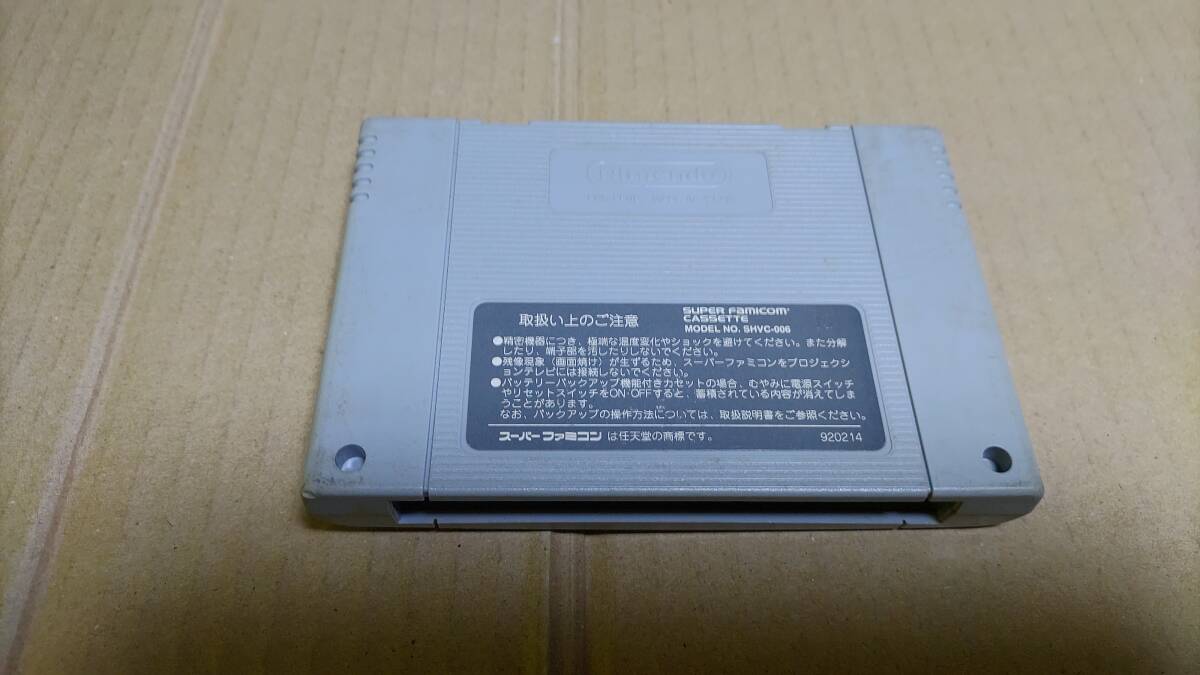 Nintendo
取扱い上のご注意
SUPER FAMICOM
CASSETTE
MODEL NO. SHVC-006
●精密機器につき、極端な温度変化やショックを避けてください。また分解
したり、端子部を汚したりしないでください。
●残像現象（画面焼け）が生ずるため、スーパーファミコンをプロジェクシ
ョンテレビには接続しないでください。
●バッテリーバックアップ機能付きカセットの場合、むやみに電源スイッチ
やリセットスイッチをON・OFFすると、蓄積されている内容が消えてしま
うことがあります。
なお、バックアップの操作方法については、取扱説明書をご参照ください。
スーパーファミコン は任天堂の商標です。
920214